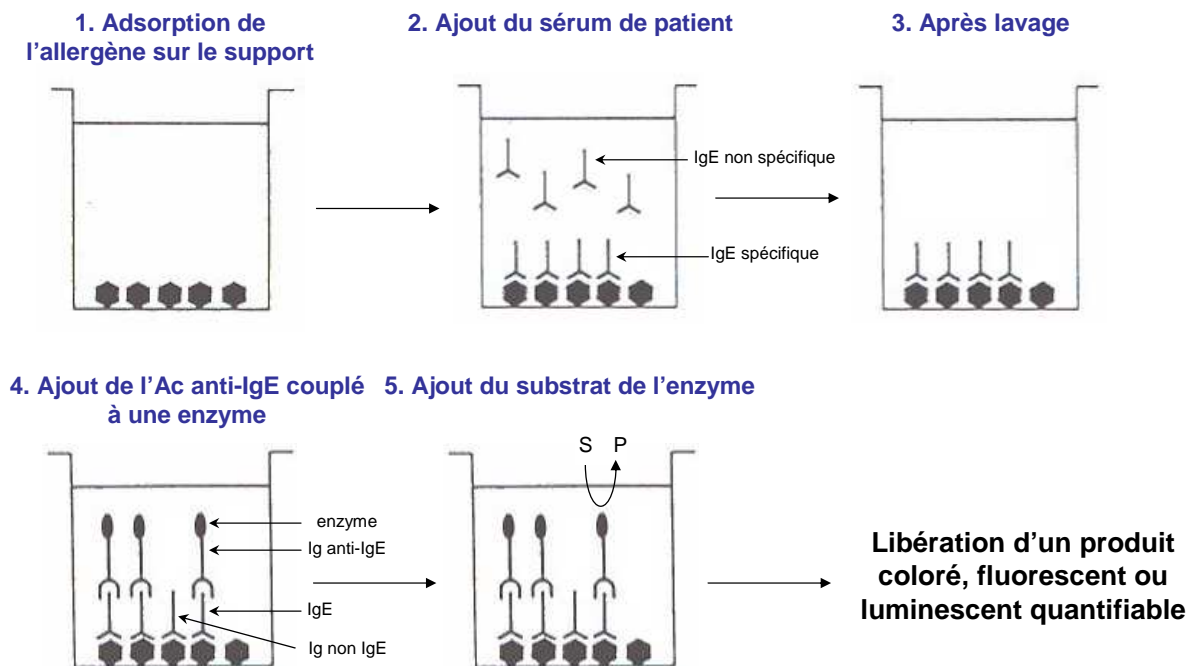 1. Adsorption de
l'allergène sur le support
2. Ajout du sérum de patient
3. Après lavage
IgE non spécifique
IgE spécifique
4. Ajout de l'Ac anti-IgE couplé
à une enzyme
5. Ajout du substrat de l'enzyme
S P
enzyme
Ig anti-IgE
IgE
Ig non IgE
Libération d'un produit
coloré, fluorescent ou
luminescent quantifiable